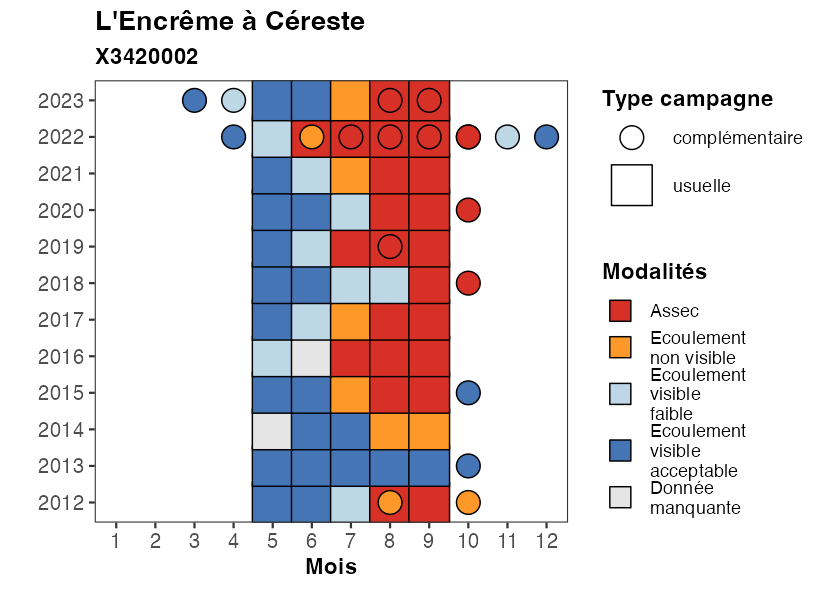 L'Encrême à Céreste
X3420002
2023
2022
2021
2020
2019
2018
2017
2016
2015
2014
2013
2012
1 2 3 4 5 6 7 8 9 10 11 12
Mois
Type campagne
complémentaire
usuelle
Modalités
Assec
Ecoulement
non visible
Ecoulement
visible
faible
Ecoulement
visible
acceptable
Donnée
manquante